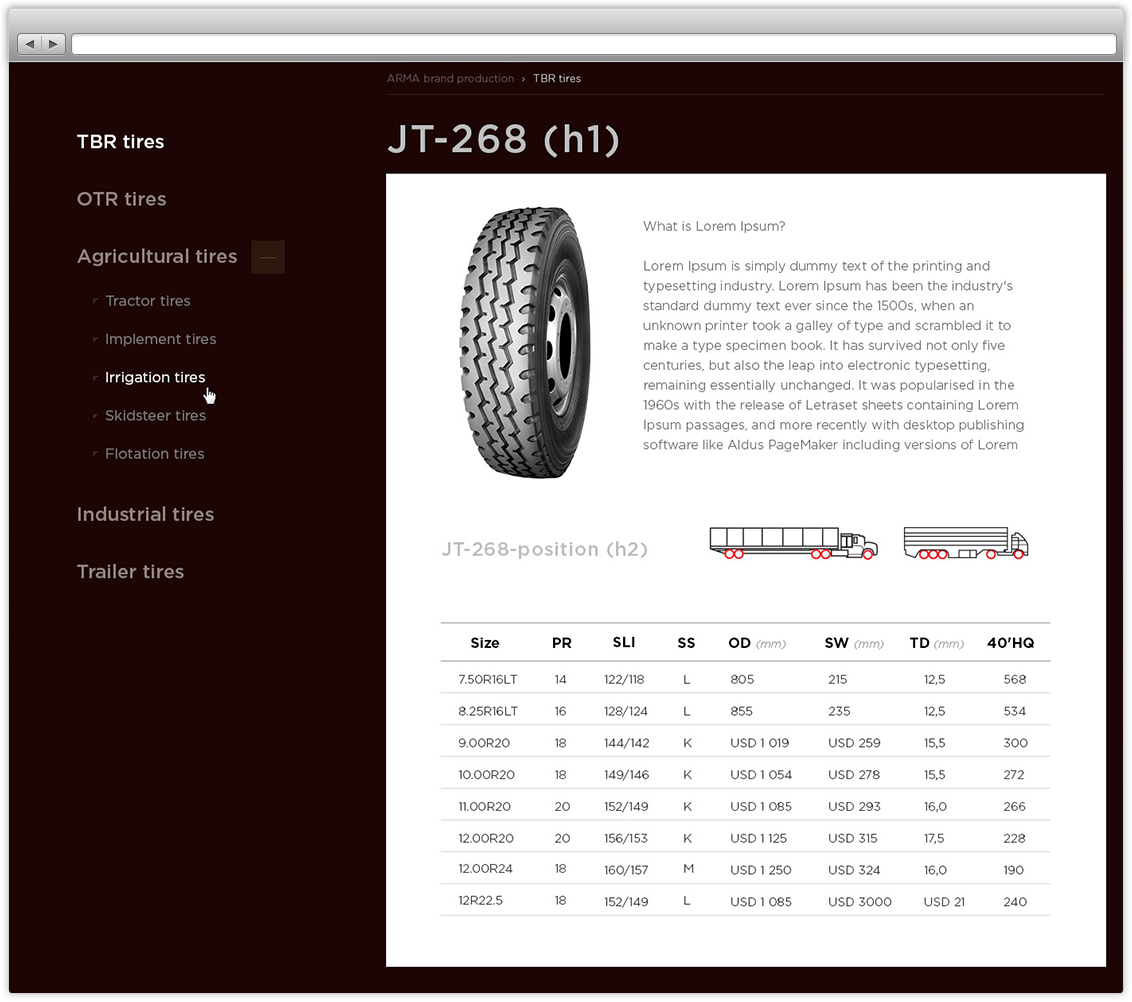 ARMA brand production › TBR tires
TBR tires
OTR tires
Agricultural tires
Tractor tires
Implement tires
Irrigation tires
Skidsteer tires
Flotation tires
Industrial tires
Trailer tires
JT-268 (h1)
What is Lorem Ipsum?
Lorem Ipsum is simply dummy text of the printing and
typesetting industry. Lorem Ipsum has been the industry's
standard dummy text ever since the 1500s, when an
unknown printer took a galley of type and scrambled it to
make a type specimen book. It has survived not only five
centuries, but also the leap into electronic typesetting,
remaining essentially unchanged. It was popularised in the
1960s with the release of Letraset sheets containing Lorem
Ipsum passages, and more recently with desktop publishing
software like Aldus PageMaker including versions of Lorem
JT-268-position (h2)
Size PR SLI SS OD (mm) SW (mm) TD (mm) 40'HQ
7.50R16LT 14 122/118 L 805 215 12,5 568
8.25R16LT 16 128/124 L 855 235 12,5 534
9.00R20 18 144/142 K USD 1 019 USD 259 15,5 300
10.00R20 18 149/146 K USD 1 054 USD 278 15,5 272
11.00R20 20 152/149 K USD 1 085 USD 293 16,0 266
12.00R20 20 156/153 K USD 1 125 USD 315 17,5 228
12.00R24 18 160/157 M USD 1 250 USD 324 16,0 190
12R22.5 18 152/149 L USD 1 085 USD 3000 USD 21 240